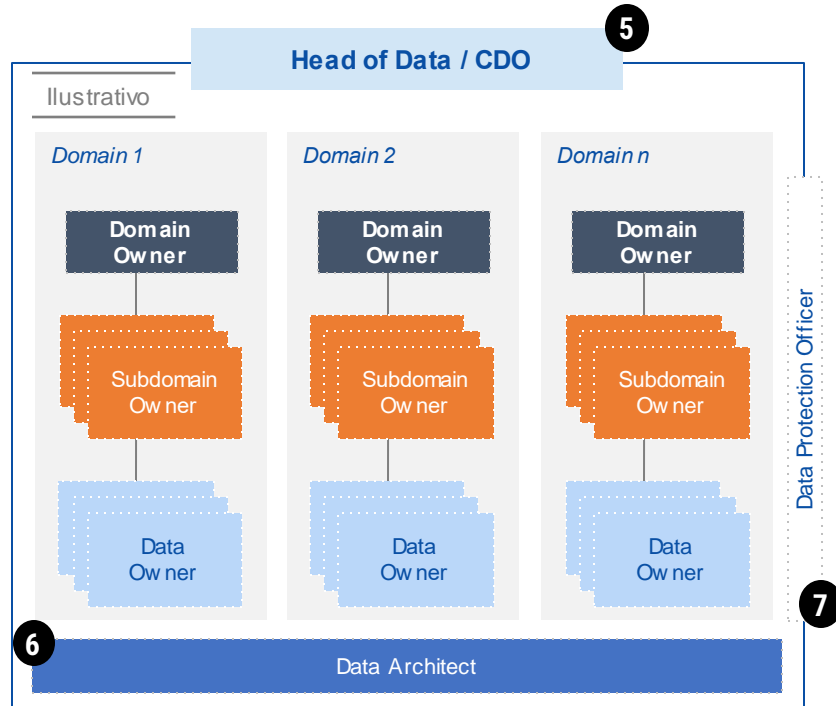 5
Head of Data / CDO
Ilustrativo
Domain 1
Domain 2
Domain n
Domain
Owner
Domain
Owner
Domain
Owner
Subdomain
Owner
Subdomain
Owner
Subdomain
Owner
Data
Owner
Data
Owner
Data
Owner
Data Protection Officer
7
6
Data Architect